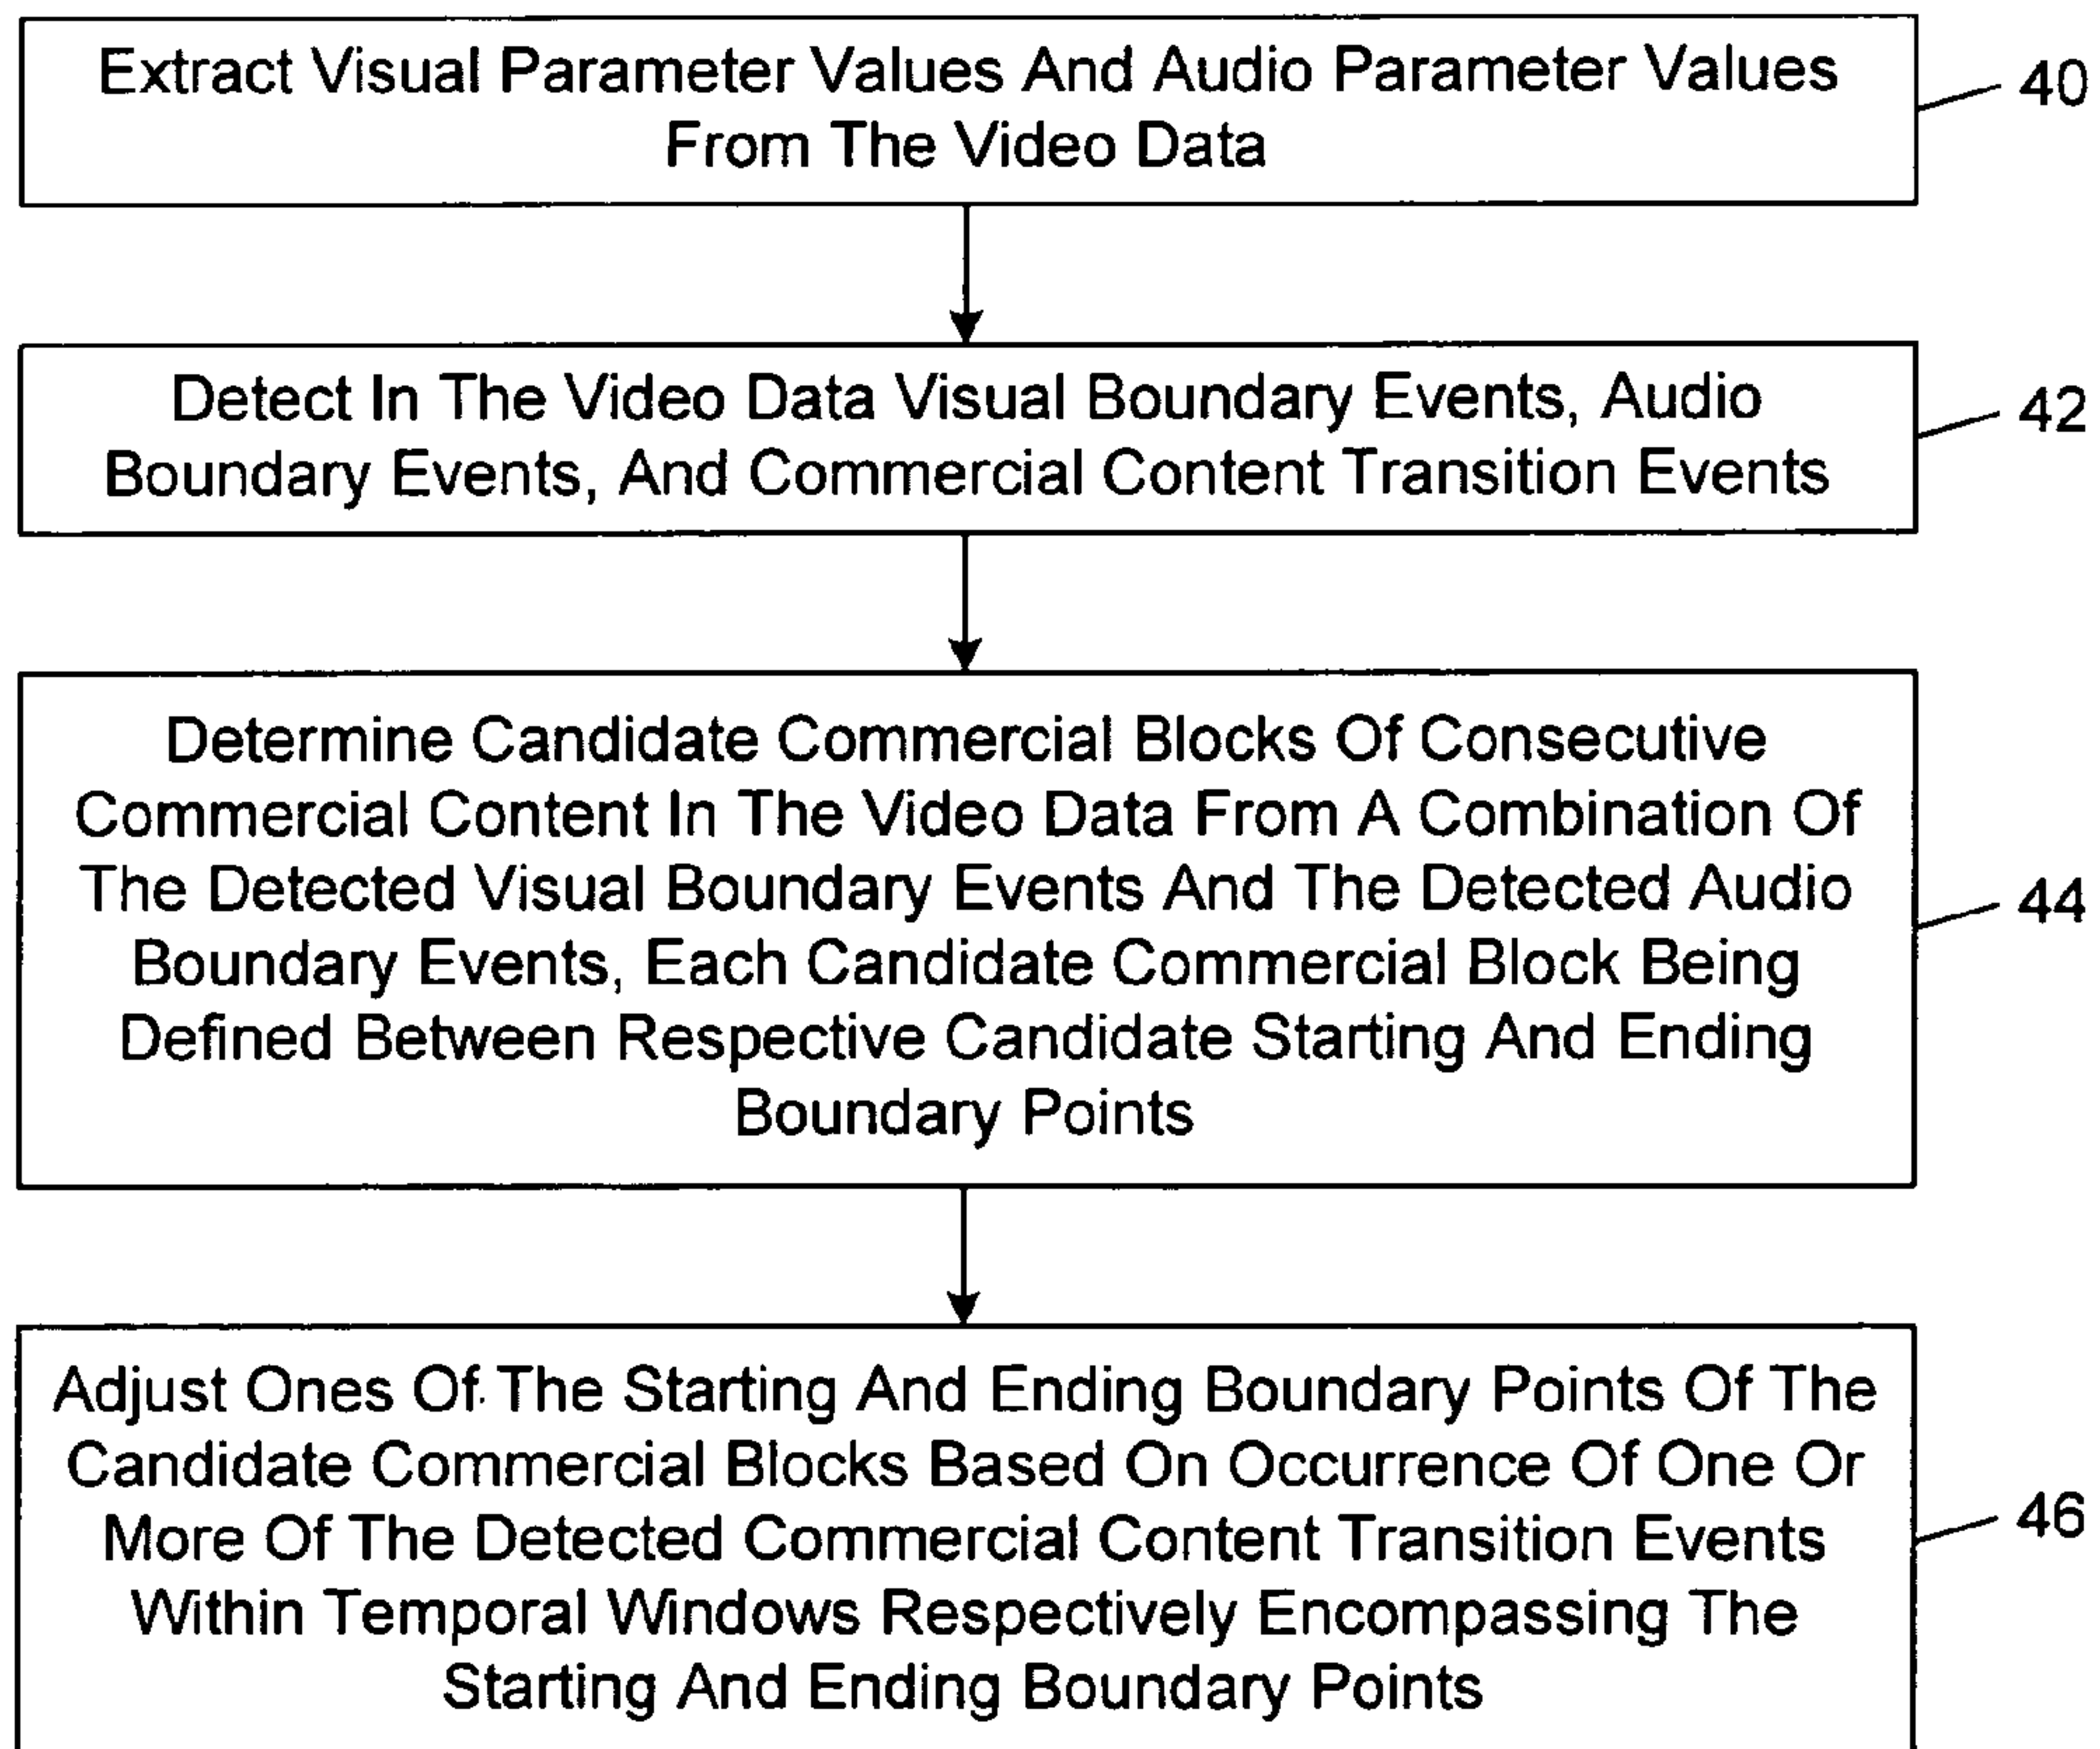 Extract Visual Parameter Values And Audio Parameter Values
From The Video Data
40
Detect In The Video Data Visual Boundary Events, Audio
Boundary Events, And Commercial Content Transition Events
42
Determine Candidate Commercial Blocks Of Consecutive
Commercial Content In The Video Data From A Combination Of
The Detected Visual Boundary Events And The Detected Audio
Boundary Events, Each Candidate Commercial Block Being
Defined Between Respective Candidate Starting And Ending
Boundary Points
44
Adjust Ones Of The Starting And Ending Boundary Points Of The
Candidate Commercial Blocks Based On Occurrence Of One Or
More Of The Detected Commercial Content Transition Events
Within Temporal Windows Respectively Encompassing The
Starting And Ending Boundary Points
46